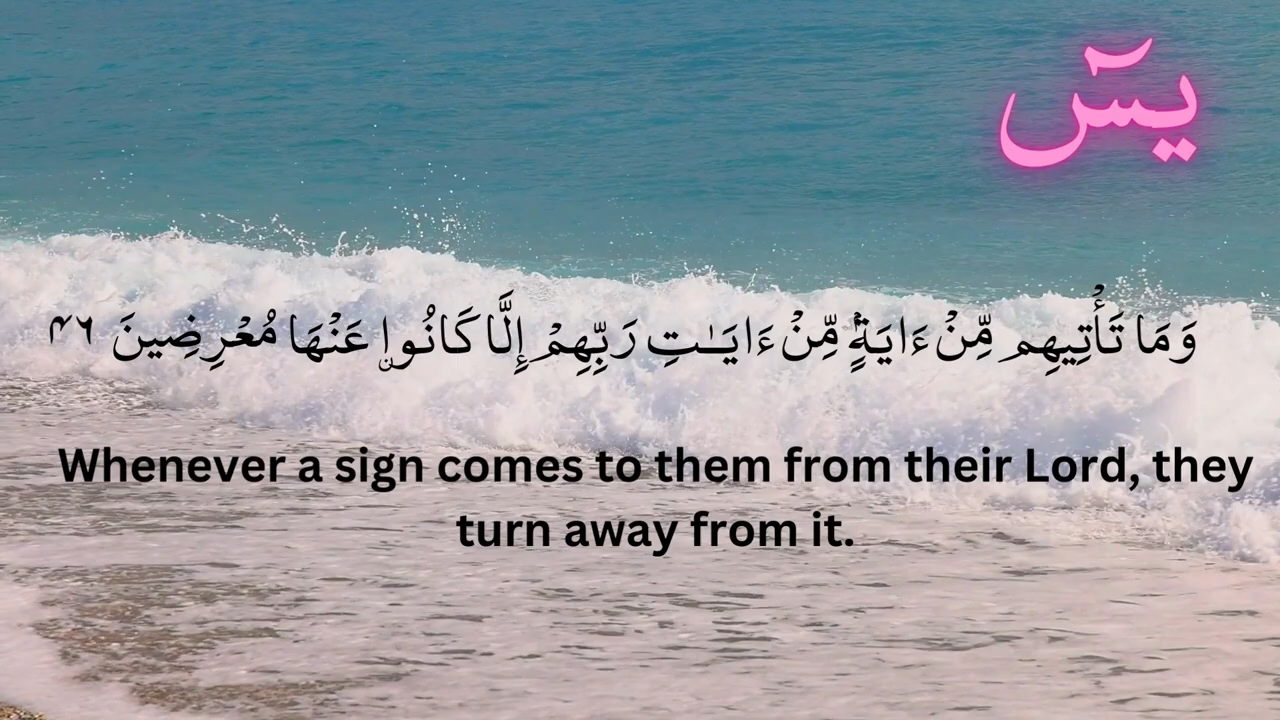 يسٓ
وَمَا تَأْتِيهِم مِّنْ ءَايَةٍ مِّنْ ءَايَـٰتِ رَبِّهِمْ إِلَّا كَانُوا۟ عَنْهَا مُعْرِضِينَ ۴۶
Whenever a sign comes to them from their Lord, they
turn away from it.